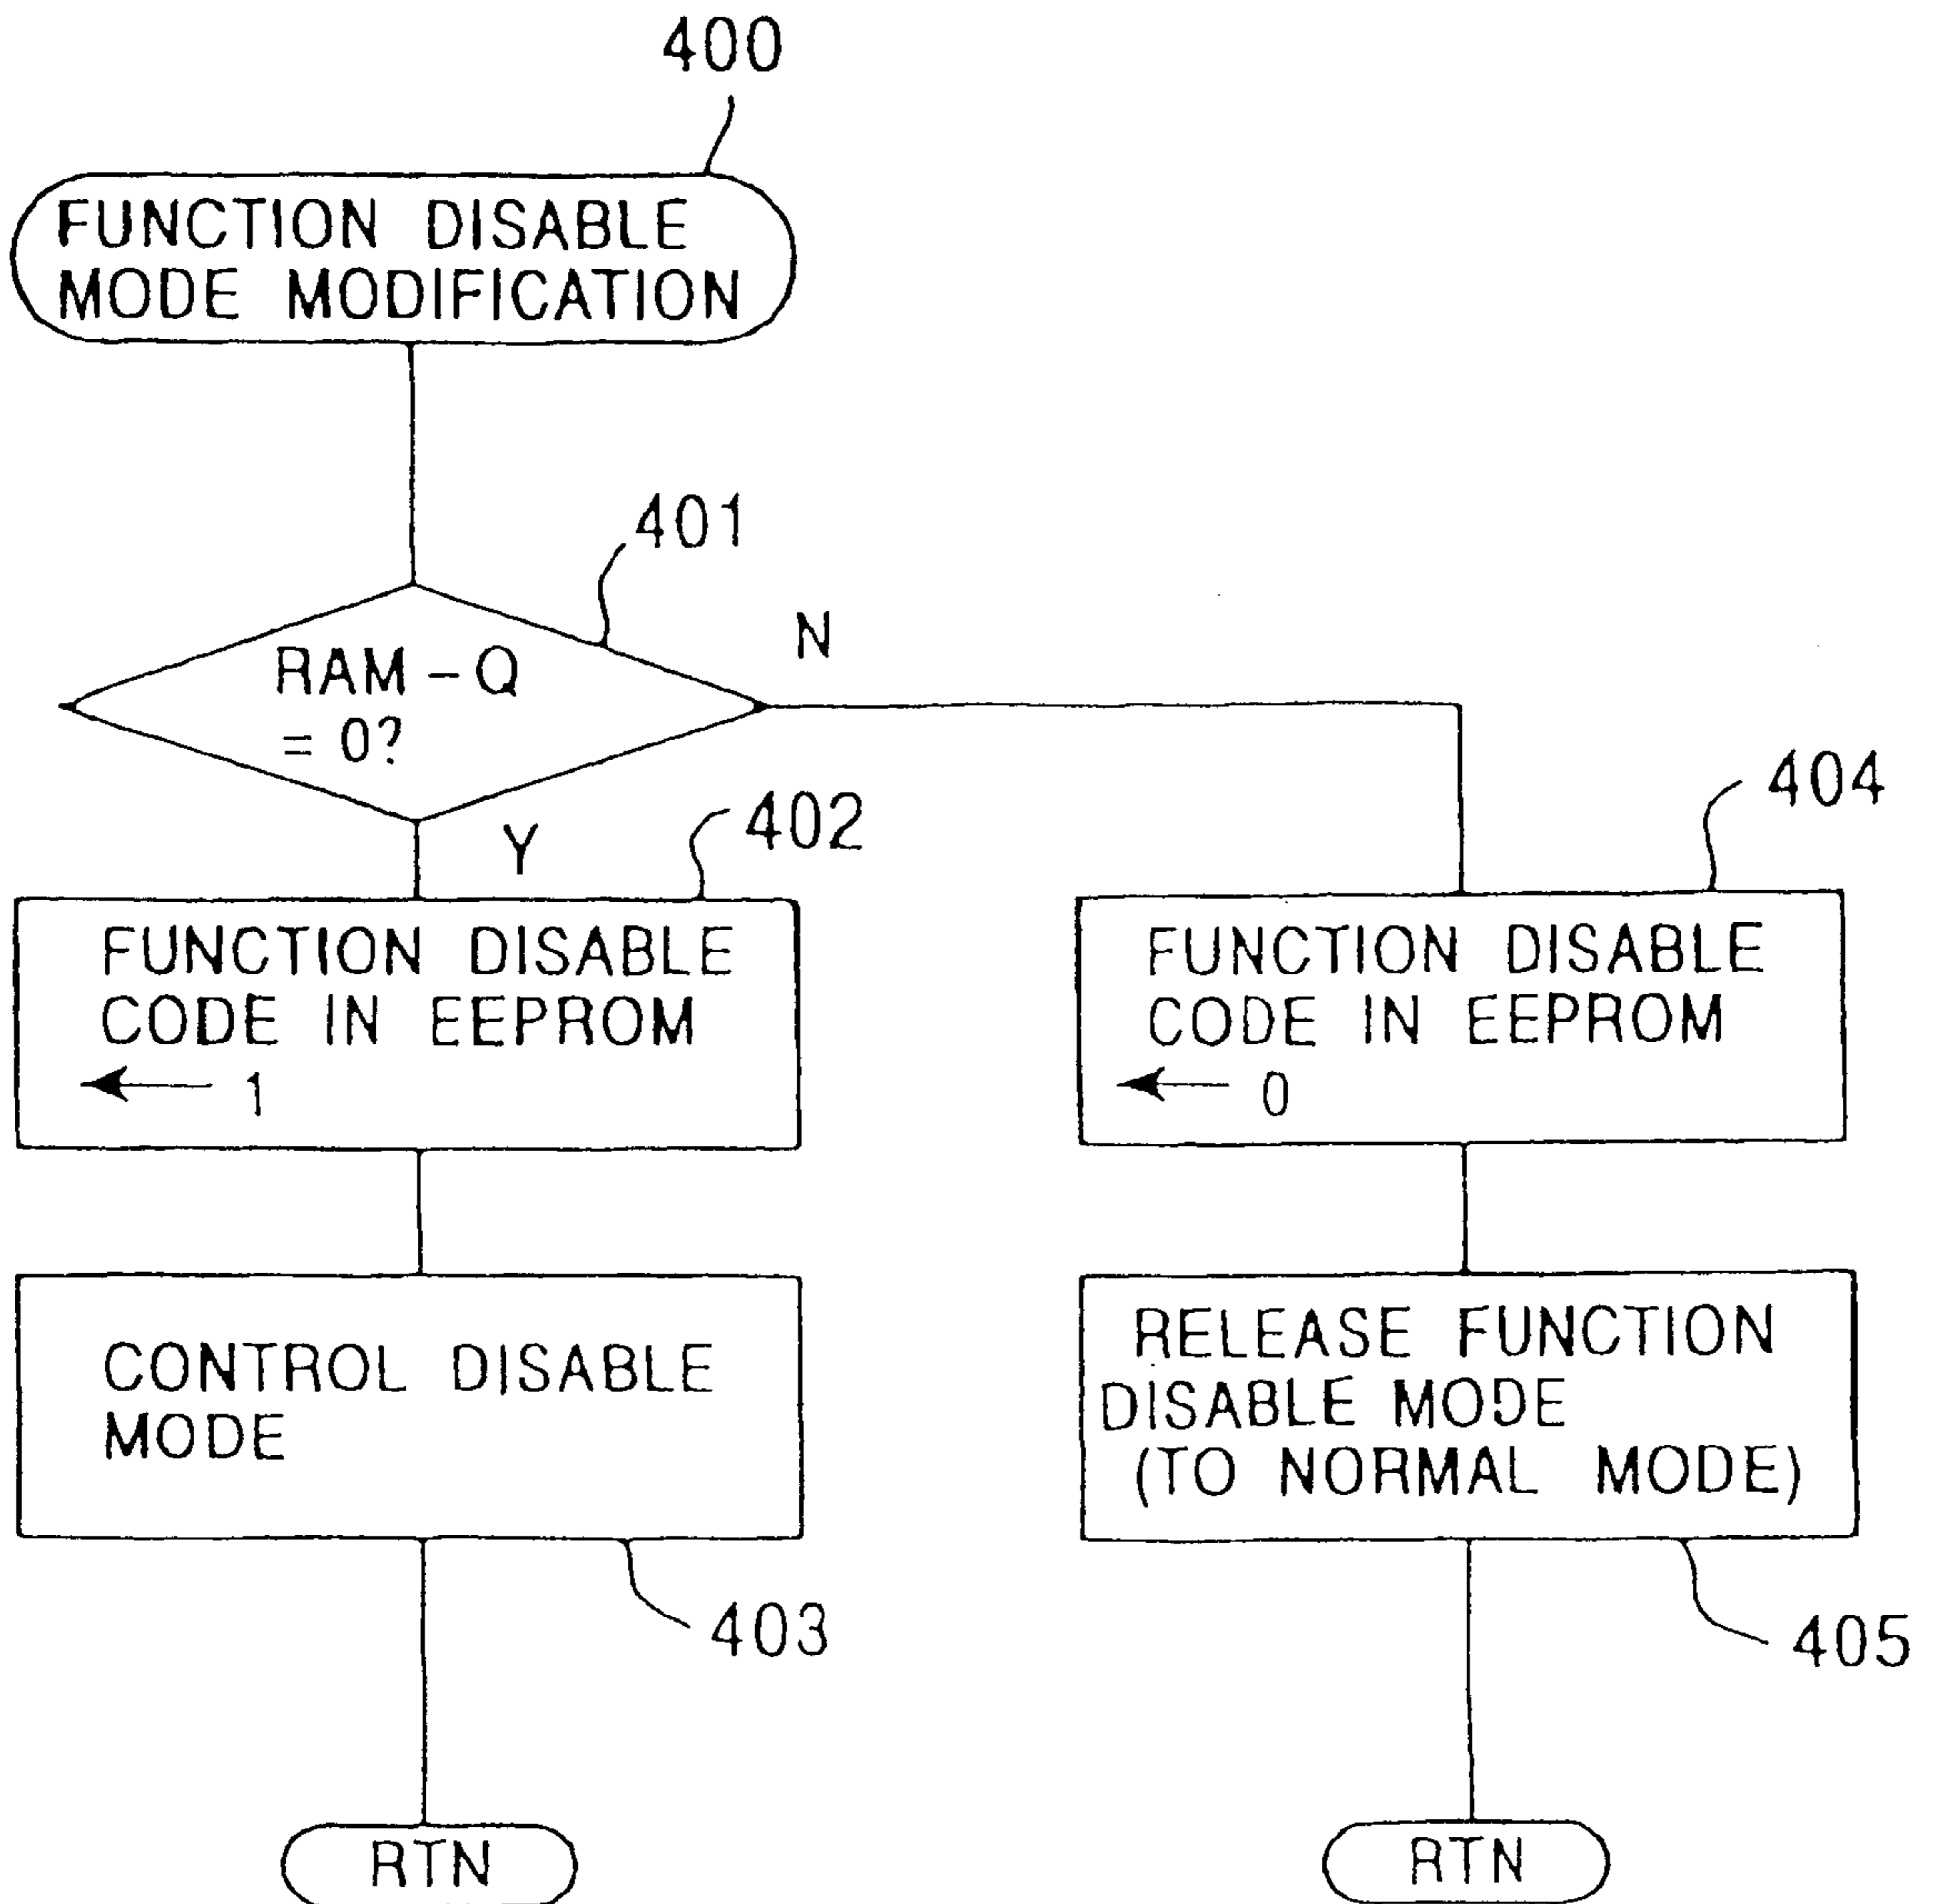 400
FUNCTION DISABLE
MODE MODIFICATION
401
N
RAM – Q
= 0?
Y
402
FUNCTION DISABLE
CODE IN EEPROM
← 1
CONTROL DISABLE
MODE
403
RTN
404
FUNCTION DISABLE
CODE IN EEPROM
← 0
RELEASE FUNCTION
DISABLE MODE
(TO NORMAL MODE)
405
RTN